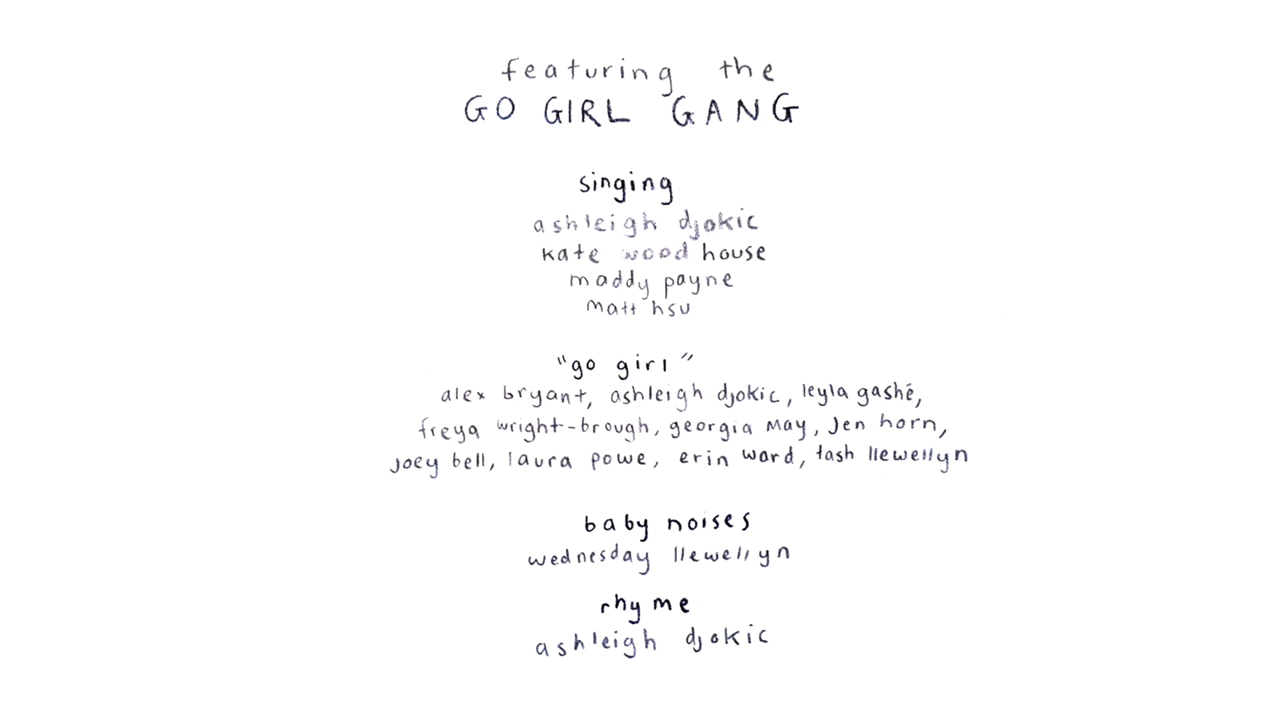 featuring the
GO GIRL GANG
singing
ashleigh djokic
kate wood house
maddy payne
matt hsu
"go girl"
alex bryant, ashleigh djokic, leyla gashé,
freya wright-brough, georgia may, jen horn,
joey bell, laura powe, erin ward, tash llewellyn
baby noises
wednesday llewellyn
rhyme
ashleigh djokic